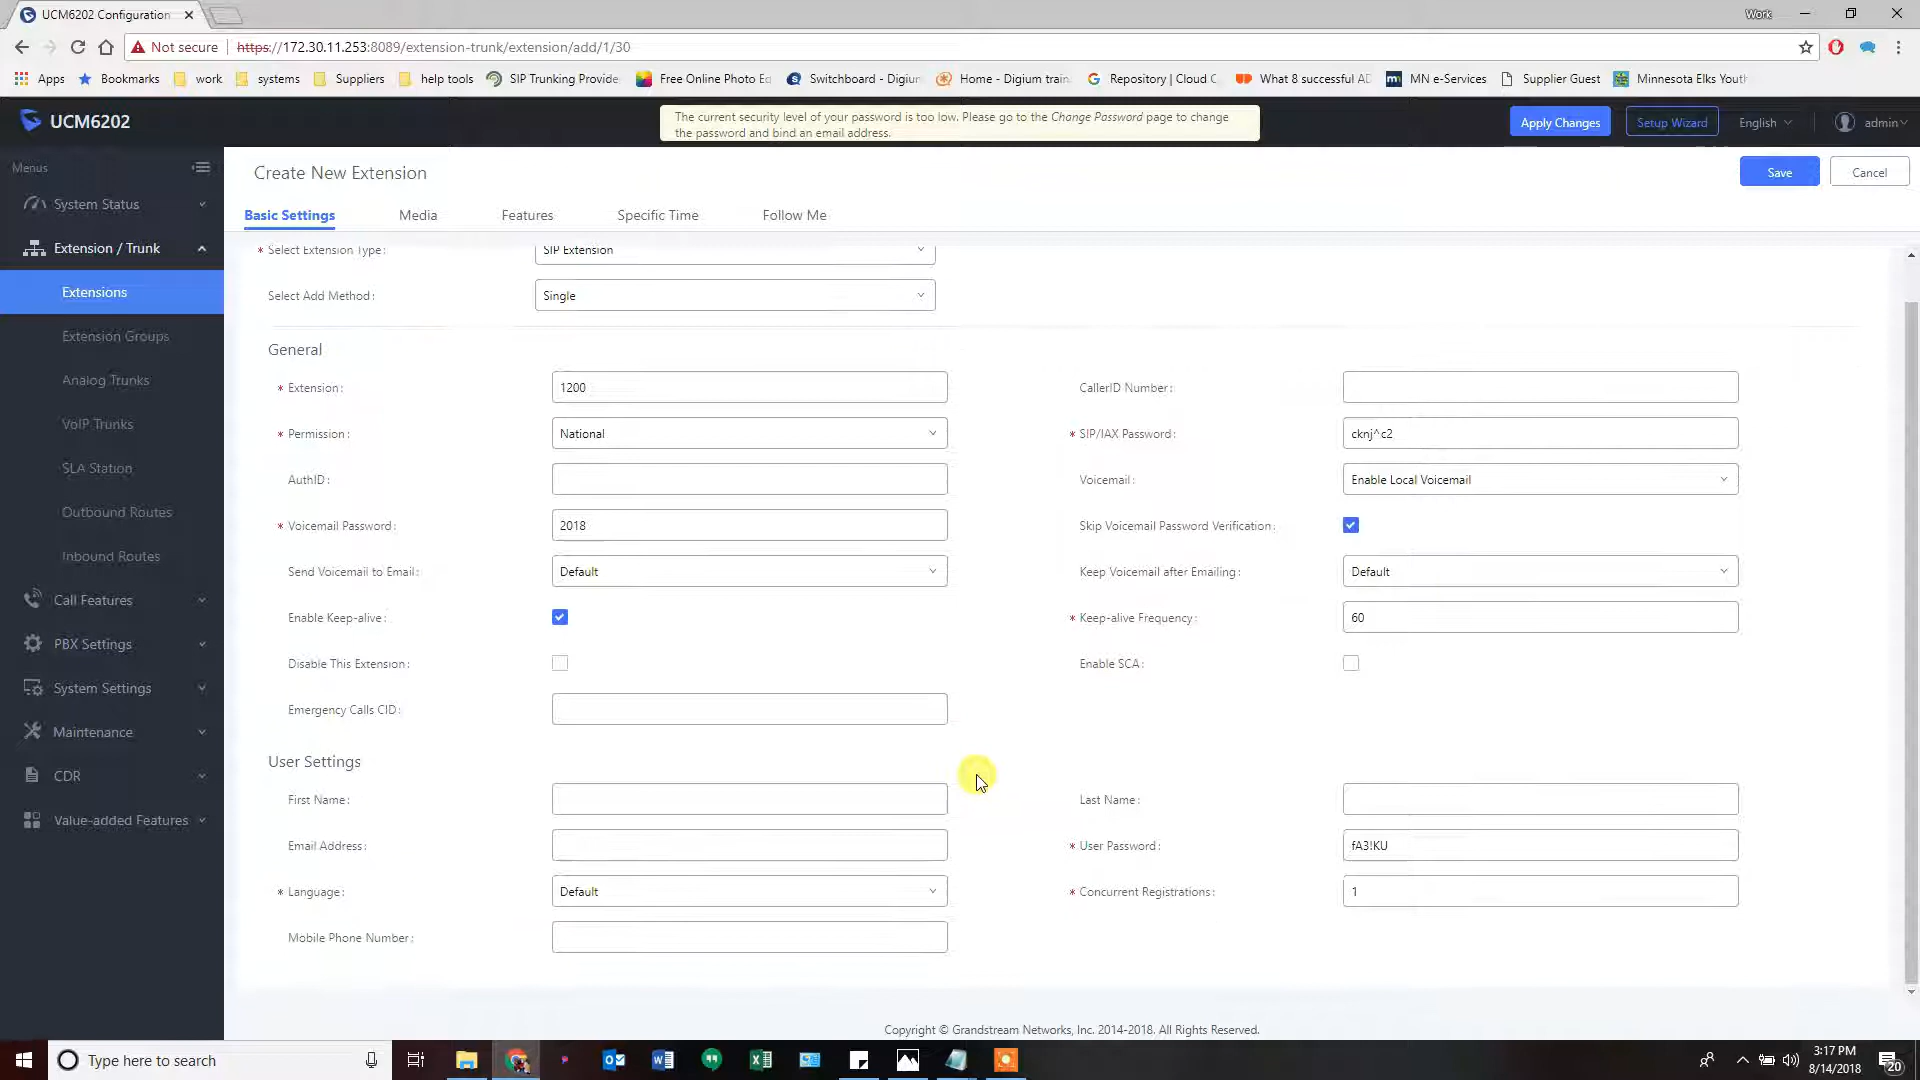 UCM6202 Configuration
Work
Not secure
https://172.30.11.253:8089/extension-trunk/extension/add/1/30
Apps
Bookmarks
work
systems
Suppliers
help tools
SIP Trunking Provide
Free Online Photo Ed
Switchboard - Digium
Home - Digium train
Repository | Cloud C
What 8 successful AD
MN e-Services
Supplier Guest
Minnesota Elks Youth
UCM6202
The current security level of your password is too low. Please go to the Change Password page to change
the password and bind an email address.
Apply Changes
Setup Wizard
English
admin
Menus
System Status
Extension / Trunk
Extensions
Extension Groups
Analog Trunks
VoIP Trunks
SLA Station
Outbound Routes
Inbound Routes
Call Features
PBX Settings
System Settings
Maintenance
CDR
Value-added Features
Create New Extension
Save
Cancel
Basic Settings
Media
Features
Specific Time
Follow Me
* Select Extension Type:
SIP Extension
Select Add Method:
Single
General
* Extension:
1200
CallerID Number:
* Permission:
National
* SIP/IAX Password:
cknj^c2
AuthID:
Voicemail:
Enable Local Voicemail
* Voicemail Password:
2018
Skip Voicemail Password Verification:
Send Voicemail to Email:
Default
Keep Voicemail after Emailing:
Default
Enable Keep-alive:
* Keep-alive Frequency:
60
Disable This Extension:
Enable SCA:
Emergency Calls CID:
User Settings
First Name:
Last Name:
Email Address:
* User Password:
fA3!KU
* Language:
Default
* Concurrent Registrations:
1
Mobile Phone Number:
Copyright © Grandstream Networks, Inc. 2014-2018. All Rights Reserved.
Type here to search
3:17 PM
8/14/2018
20